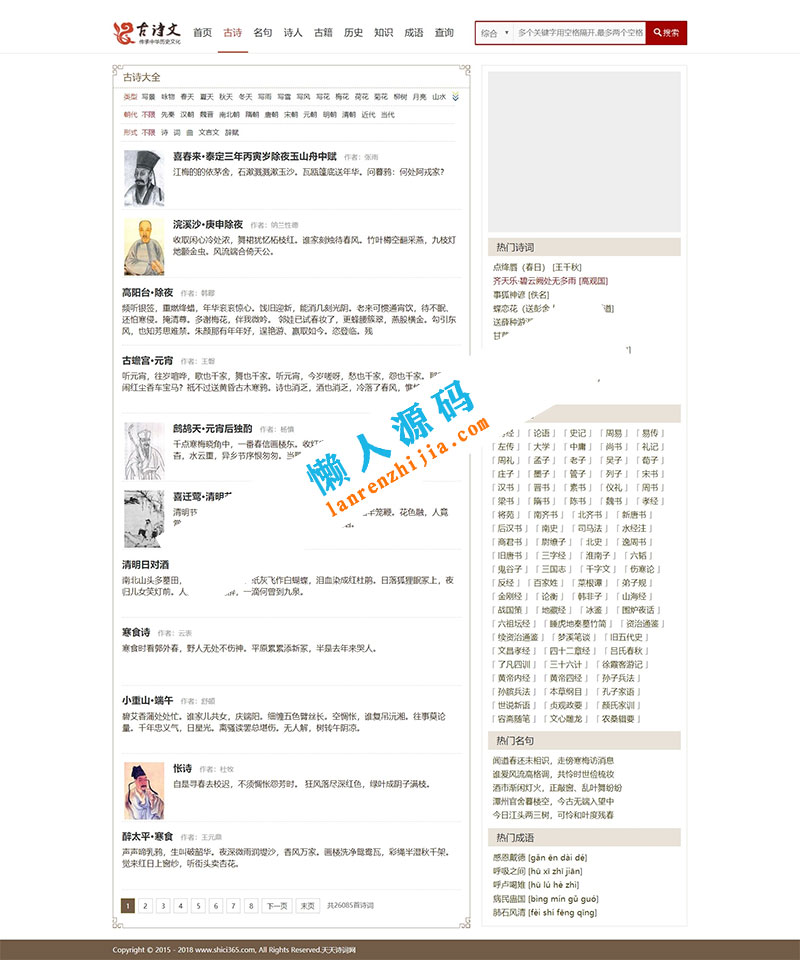 古诗文
传承中华历史文化
首页 古诗 名句 诗人 古籍 历史 知识 成语 查询
综合 多个关键字用空格隔开,最多两个空格 搜索
古诗大全
类型 写景 咏物 春天 夏天 秋天 冬天 写雨 写雪 写风 写花 梅花 荷花 菊花 柳树 月亮 山水
朝代 不限 先秦 汉朝 魏晋 南北朝 隋朝 唐朝 宋朝 元朝 明朝 清朝 近代 当代
形式 不限 诗 词 曲 文言文 辞赋
喜春来•泰定三年丙寅岁除夜玉山舟中赋 作者：张雨
江梅的的依茅舍，石濑溅溅漱玉沙。瓦瓯篷底送年华。问暮鸦：何处阿戎家？
浣溪沙•庚申除夜 作者：纳兰性德
收取闲心冷处浓，舞裙犹忆柘枝红。谁家刻烛待春风。竹叶樽空翻采燕，九枝灯
灺颤金虫。风流端合倚天公。
高阳台•除夜 作者：韩疁
频听银签，重燃绛蜡，年华衮衮惊心。饯旧迎新，能消几刻光阴。老来可惯通宵饮，待不眠、
还怕寒侵。掩清尊。多谢梅花，伴我微吟。 邻娃已试春妆了，更蜂腰簇翠，燕股横金。勾引东
风，也知芳思难禁。朱颜那有年年好，逞艳游、赢取如今。恣登临。残
古蟾宫•元宵 作者：王磐
听元宵，往岁喧哗，歌也千家，舞也千家。听元宵，今岁嗟呀，愁也千家，怨也千家。
闹红尘香车宝马？祇不过送黄昏古木寒鸦。诗也消乏，酒也消乏，冷落了春风，憔
鹧鸪天•元宵后独酌 作者：杨慎
千点寒梅晓角中，一番春信画楼东。收灯
杳，水云重，异乡节序恨匆匆。当
喜迁莺•清明节
清明节
羊笼鞭。花色融，人竟
清明日对酒
南北山头多墓田，
纸灰飞作白蝴蝶，泪血染成红杜鹃。日落狐狸眠冢上，夜
归儿女笑灯前。人
一滴何曾到九泉。
寒食诗 作者：云表
寒食时看郭外春，野人无处不伤神。平原累累添新冢，半是去年来哭人。
小重山•端午 作者：舒頔
碧艾香蒲处处忙。谁家儿共女，庆端阳。细缠五色臂丝长。空惆怅，谁复吊沅湘。往事莫论
量。千年忠义气，日星光。离骚读罢总堪伤。无人解，树转午阴凉。
怅诗 作者：杜牧
自是寻春去校迟，不须惆怅怨芳时。 狂风落尽深红色，绿叶成阴子满枝。
醉太平•寒食 作者：王元鼎
声声啼乳鸦，生叫破韶华。夜深微雨润堤沙，香风万家。画楼洗净鸳鸯瓦，彩绳半湿秋千架。
觉来红日上窗纱，听街头卖杏花。
1 2 3 4 5 6 7 8 下一页 末页 共26085首诗词
热门诗词
点绛唇（春日） [王千秋]
齐天乐·碧云阙处无多雨 [高观国]
事狐神谚 [佚名]
蝶恋花（送彭
道]
送薛种游
「论语」 「史记」 「周易」 「易传」
「左传」 「大学」 「中庸」 「尚书」 「礼记」
「周礼」 「孟子」 「老子」 「吴子」 「荀子」
「庄子」 「墨子」 「管子」 「列子」 「宋书」
「汉书」 「晋书」 「素书」 「仪礼」 「周书」
「梁书」 「隋书」 「陈书」 「魏书」 「孝经」
「将苑」 「南齐书」 「北齐书」 「新唐书」
「后汉书」 「南史」 「司马法」 「水经注」
「商君书」 「尉缭子」 「北史」 「逸周书」
「旧唐书」 「三字经」 「淮南子」 「六韬」
「鬼谷子」 「三国志」 「千字文」 「伤寒论」
「反经」 「百家姓」 「菜根谭」 「弟子规」
「金刚经」 「论衡」 「韩非子」 「山海经」
「战国策」 「地藏经」 「冰鉴」 「围炉夜话」
「六祖坛经」 「睡虎地秦墓竹简」 「资治通鉴」
「续资治通鉴」 「梦溪笔谈」 「旧五代史」
「文昌孝经」 「四十二章经」 「吕氏春秋」
「了凡四训」 「三十六计」 「徐霞客游记」
「黄帝内经」 「黄帝四经」 「孙子兵法」
「孙膑兵法」 「本草纲目」 「孔子家语」
「世说新语」 「贞观政要」 「颜氏家训」
「容斋随笔」 「文心雕龙」 「农桑辑要」
热门名句
闻道春还未相识，走傍寒梅访消息
谁爱风流高格调，共怜时世俭梳妆
酒市渐闲灯火，正敲窗、乱叶舞纷纷
潭州官舍暮楼空，今古无端入望中
今日江头两三树，可怜和叶度残春
热门成语
感恩戴德 [gǎn ēn dài dé]
呼吸之间 [hū xī zhī jiān]
呼卢喝雉 [hū lú hè zhì]
病民蛊国 [bìng mín gǔ guó]
肺石风清 [fèi shí fēng qīng]
懒人源码
lanrenzhijia.com
Copyright © 2015 - 2018 www.shici365.com, All Rights Reserved.天天诗词网